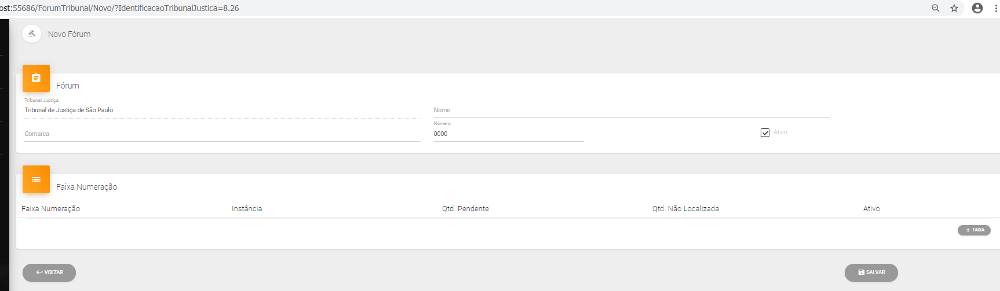 ost:55686/ForumTribunal/Novo/?IdentificacaoTribunalJustica=8.26
Novo Fórum
Fórum
Tribunal Justiça
Tribunal de Justiça de São Paulo
Nome
Comarca
Número
0000
Ativo
Faixa Numeração
Faixa Numeração Instância Qtd. Pendente Qtd. Não Localizada Ativo
+ FAIXA
VOLTAR
SALVAR